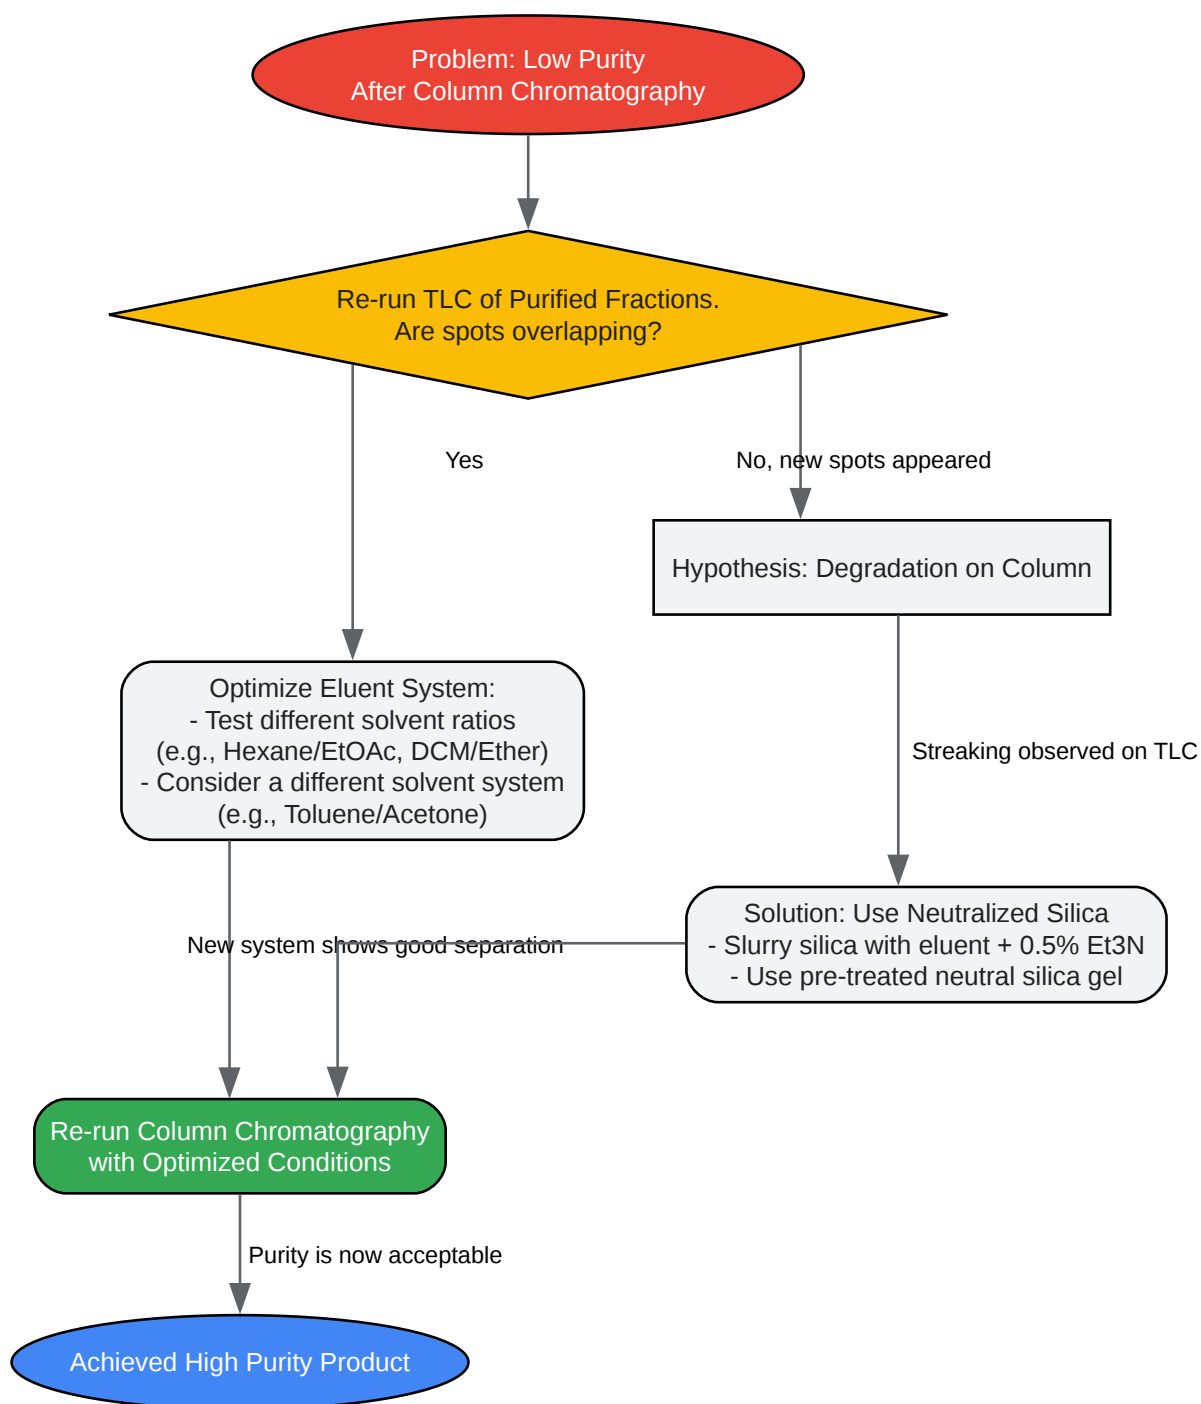 Problem: Low Purity
After Column Chromatography
Re-run TLC of Purified Fractions.
Are spots overlapping?
Yes
No, new spots appeared
Hypothesis: Degradation on Column
Optimize Eluent System:
- Test different solvent ratios
(e.g., Hexane/EtOAc, DCM/Ether)
- Consider a different solvent system
(e.g., Toluene/Acetone)
Streaking observed on TLC
Solution: Use Neutralized Silica
- Slurry silica with eluent + 0.5% Et3N
- Use pre-treated neutral silica gel
New system shows good separation
Re-run Column Chromatography
with Optimized Conditions
Purity is now acceptable
Achieved High Purity Product